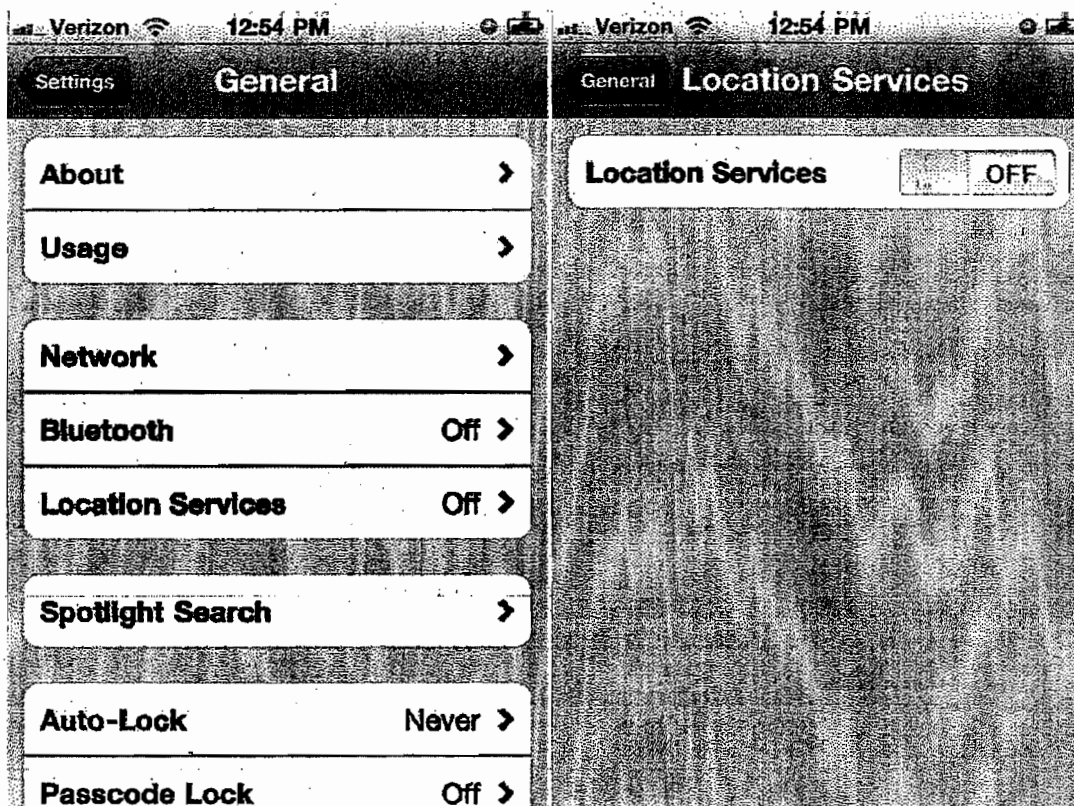 Verizon 12:54 PM
Settings General
About
Usage
Network
Bluetooth Off
Location Services Off
Spotlight Search
Auto-Lock Never
Passcode Lock Off
Verizon 12:54 PM
General Location Services
Location Services OFF